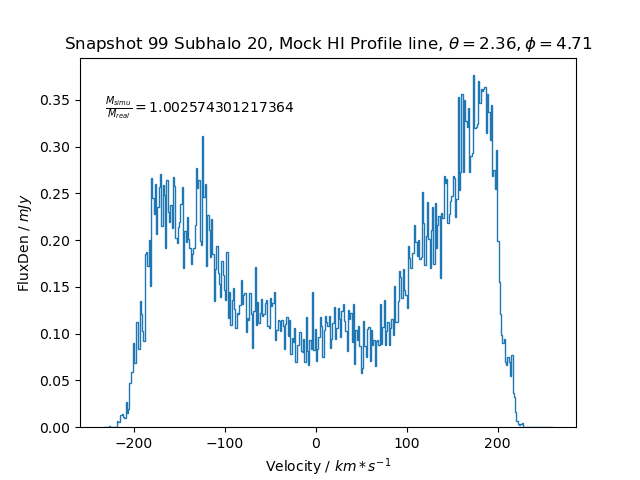 Snapshot 99 Subhalo 20, Mock HI Profile line, θ = 2.36, ϕ = 4.71
M_simu/M_real = 1.002574301217364
FluxDen / mJy
0.35
0.30
0.25
0.20
0.15
0.10
0.05
0.00
−200 −100 0 100 200
Velocity / km * s⁻¹